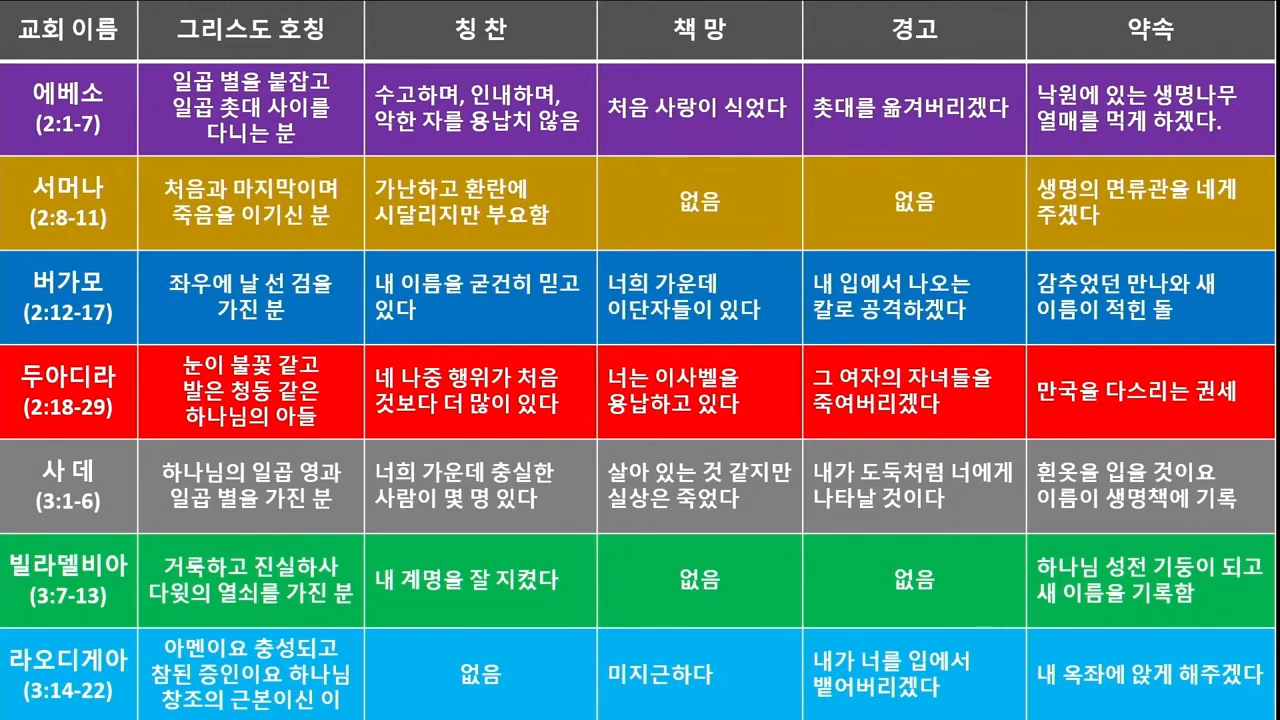 교회 이름
그리스도 호칭
칭 찬
책 망
경고
약속
에베소
(2:1-7)
일곱 별을 붙잡고
일곱 촛대 사이를
다니는 분
수고하며, 인내하며,
악한 자를 용납치 않음
처음 사랑이 식었다
촛대를 옮겨버리겠다
낙원에 있는 생명나무
열매를 먹게 하겠다.
서머나
(2:8-11)
처음과 마지막이며
죽음을 이기신 분
가난하고 환란에
시달리지만 부요함
없음
없음
생명의 면류관을 네게
주겠다
버가모
(2:12-17)
좌우에 날 선 검을
가진 분
내 이름을 굳건히 믿고
있다
너희 가운데
이단자들이 있다
내 입에서 나오는
칼로 공격하겠다
감추었던 만나와 새
이름이 적힌 돌
두아디라
(2:18-29)
눈이 불꽃 같고
발은 청동 같은
하나님의 아들
네 나중 행위가 처음
것보다 더 많이 있다
너는 이사벨을
용납하고 있다
그 여자의 자녀들을
죽여버리겠다
만국을 다스리는 권세
사 데
(3:1-6)
하나님의 일곱 영과
일곱 별을 가진 분
너희 가운데 충실한
사람이 몇 명 있다
살아 있는 것 같지만
실상은 죽었다
내가 도둑처럼 너에게
나타날 것이다
흰옷을 입을 것이요
이름이 생명책에 기록
빌라델비아
(3:7-13)
거룩하고 진실하사
다윗의 열쇠를 가진 분
내 계명을 잘 지켰다
없음
없음
하나님 성전 기둥이 되고
새 이름을 기록함
라오디게아
(3:14-22)
아멘이요 충성되고
참된 증인이요 하나님
창조의 근본이신 이
없음
미지근하다
내가 너를 입에서
뱉어버리겠다
내 옥좌에 앉게 해주겠다